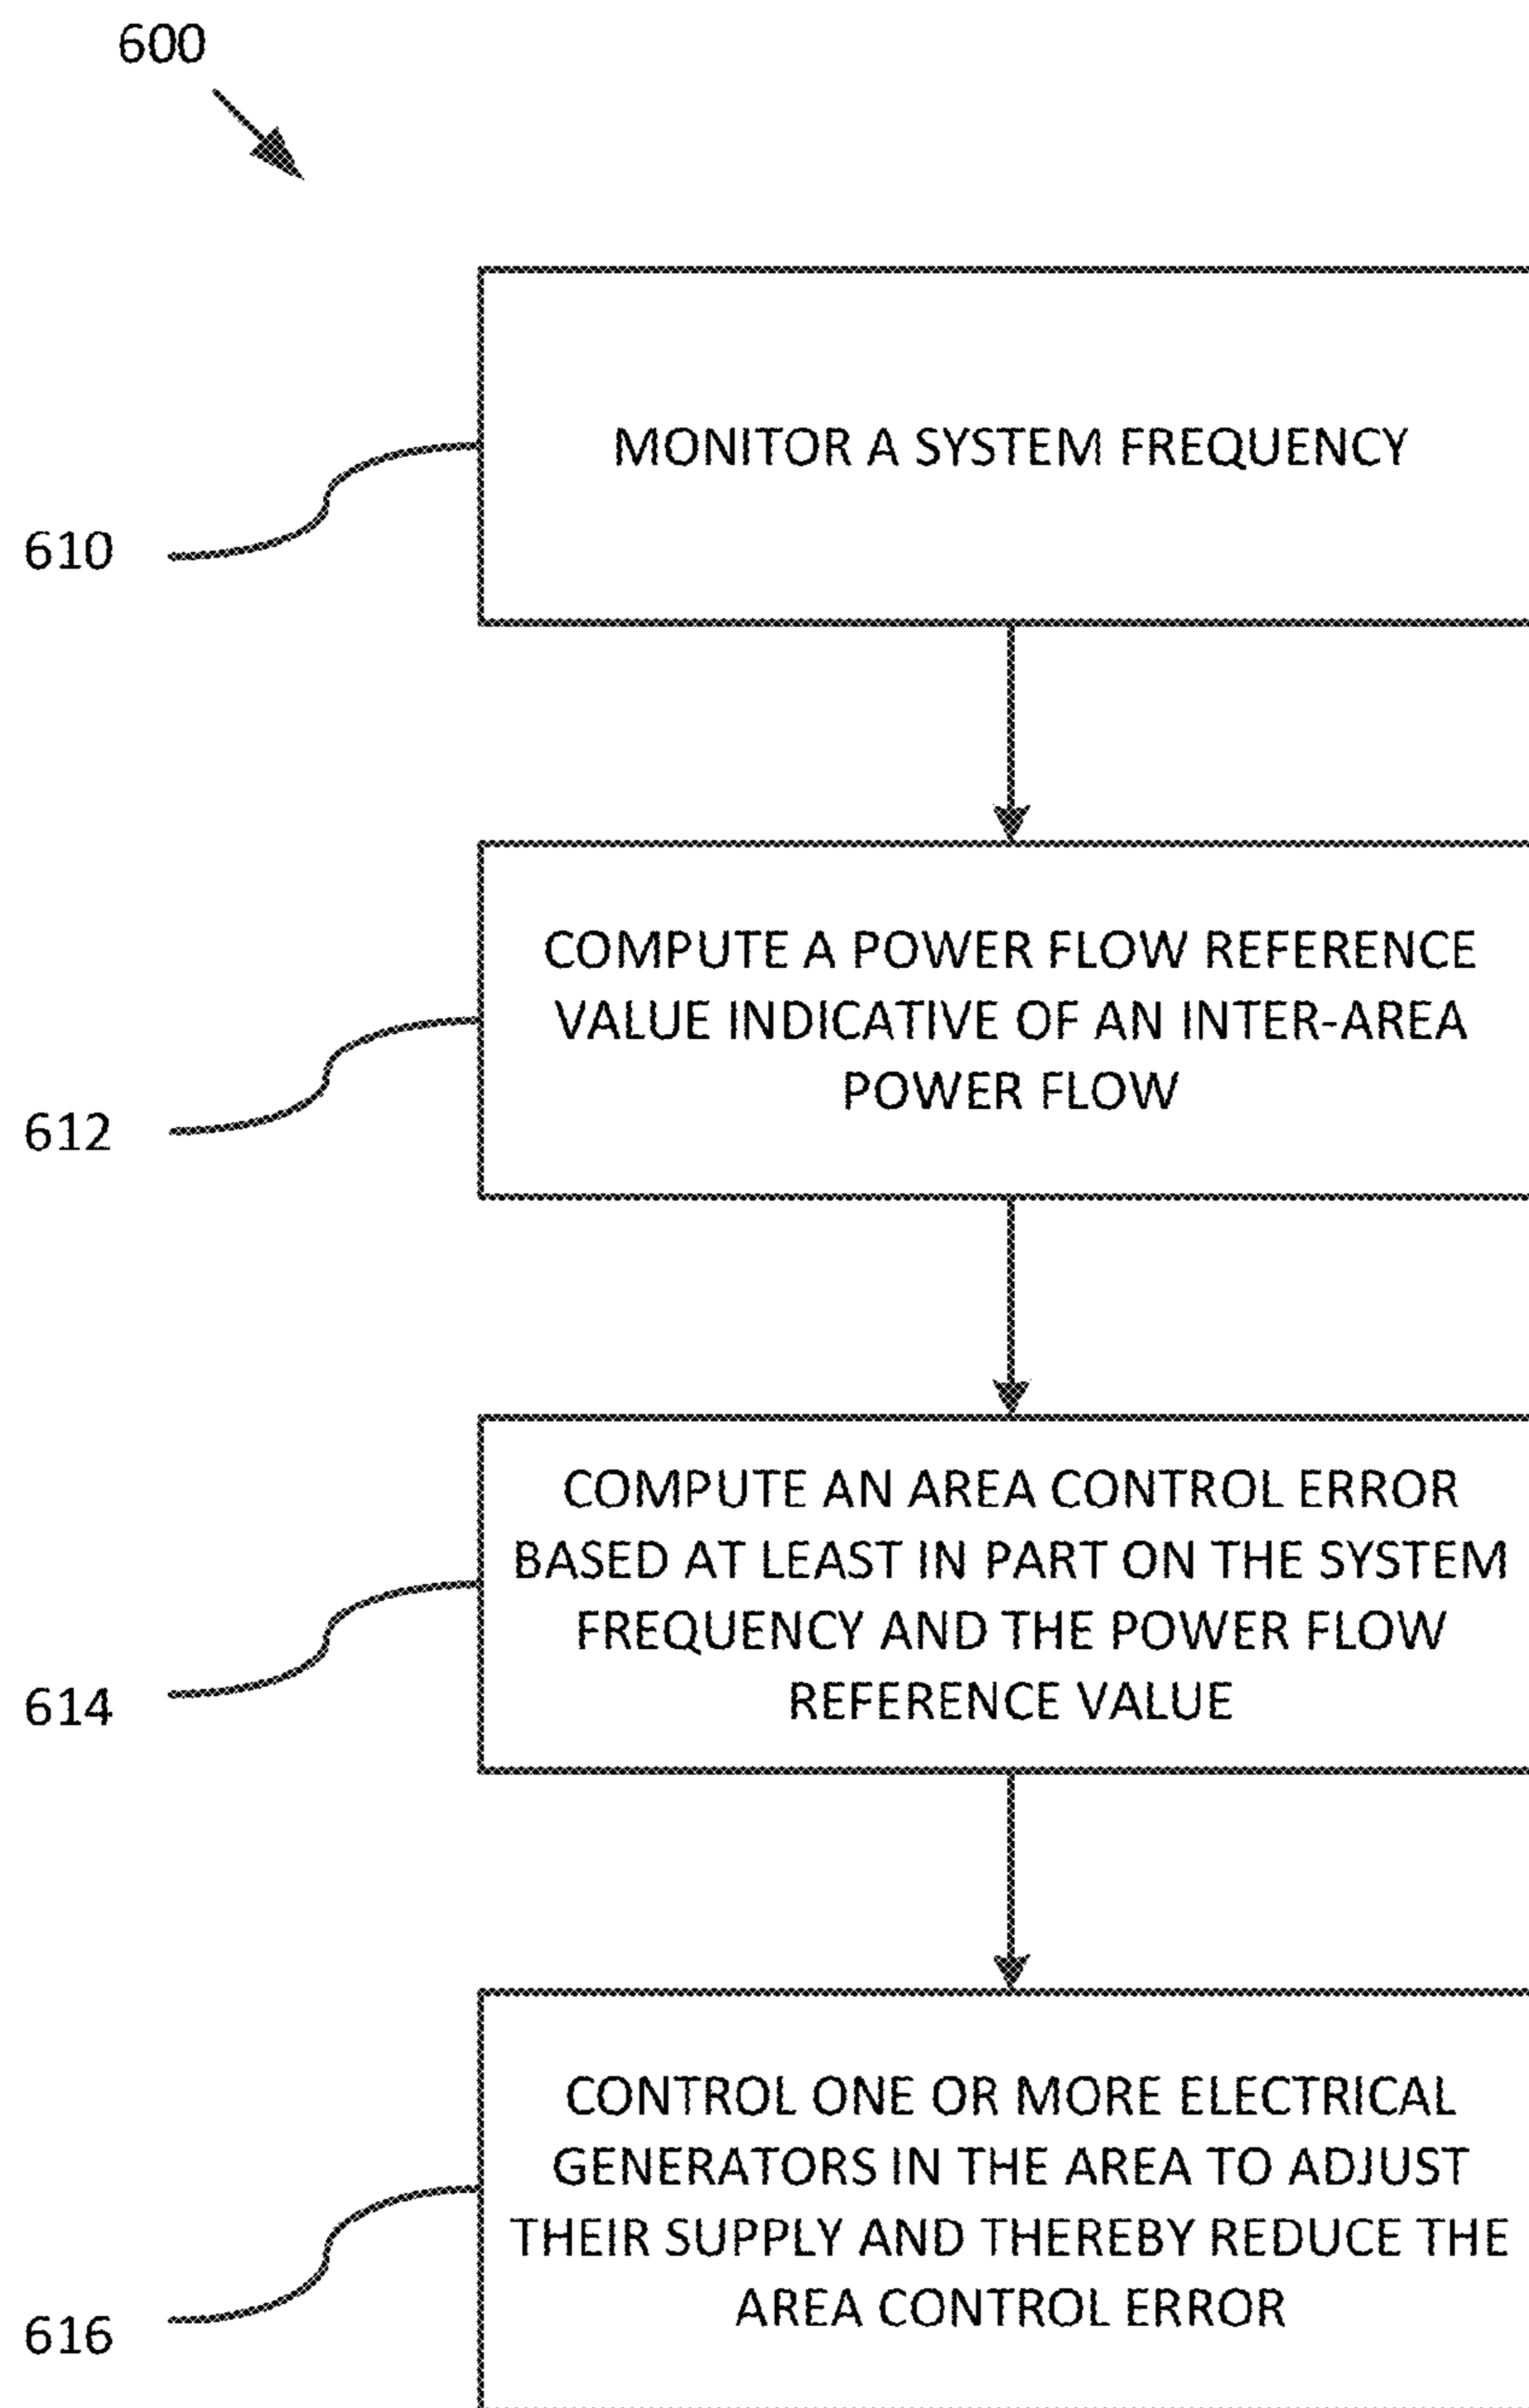 600
MONITOR A SYSTEM FREQUENCY
610
COMPUTE A POWER FLOW REFERENCE
VALUE INDICATIVE OF AN INTER-AREA
POWER FLOW
612
COMPUTE AN AREA CONTROL ERROR
BASED AT LEAST IN PART ON THE SYSTEM
FREQUENCY AND THE POWER FLOW
REFERENCE VALUE
614
CONTROL ONE OR MORE ELECTRICAL
GENERATORS IN THE AREA TO ADJUST
THEIR SUPPLY AND THEREBY REDUCE THE
AREA CONTROL ERROR
616